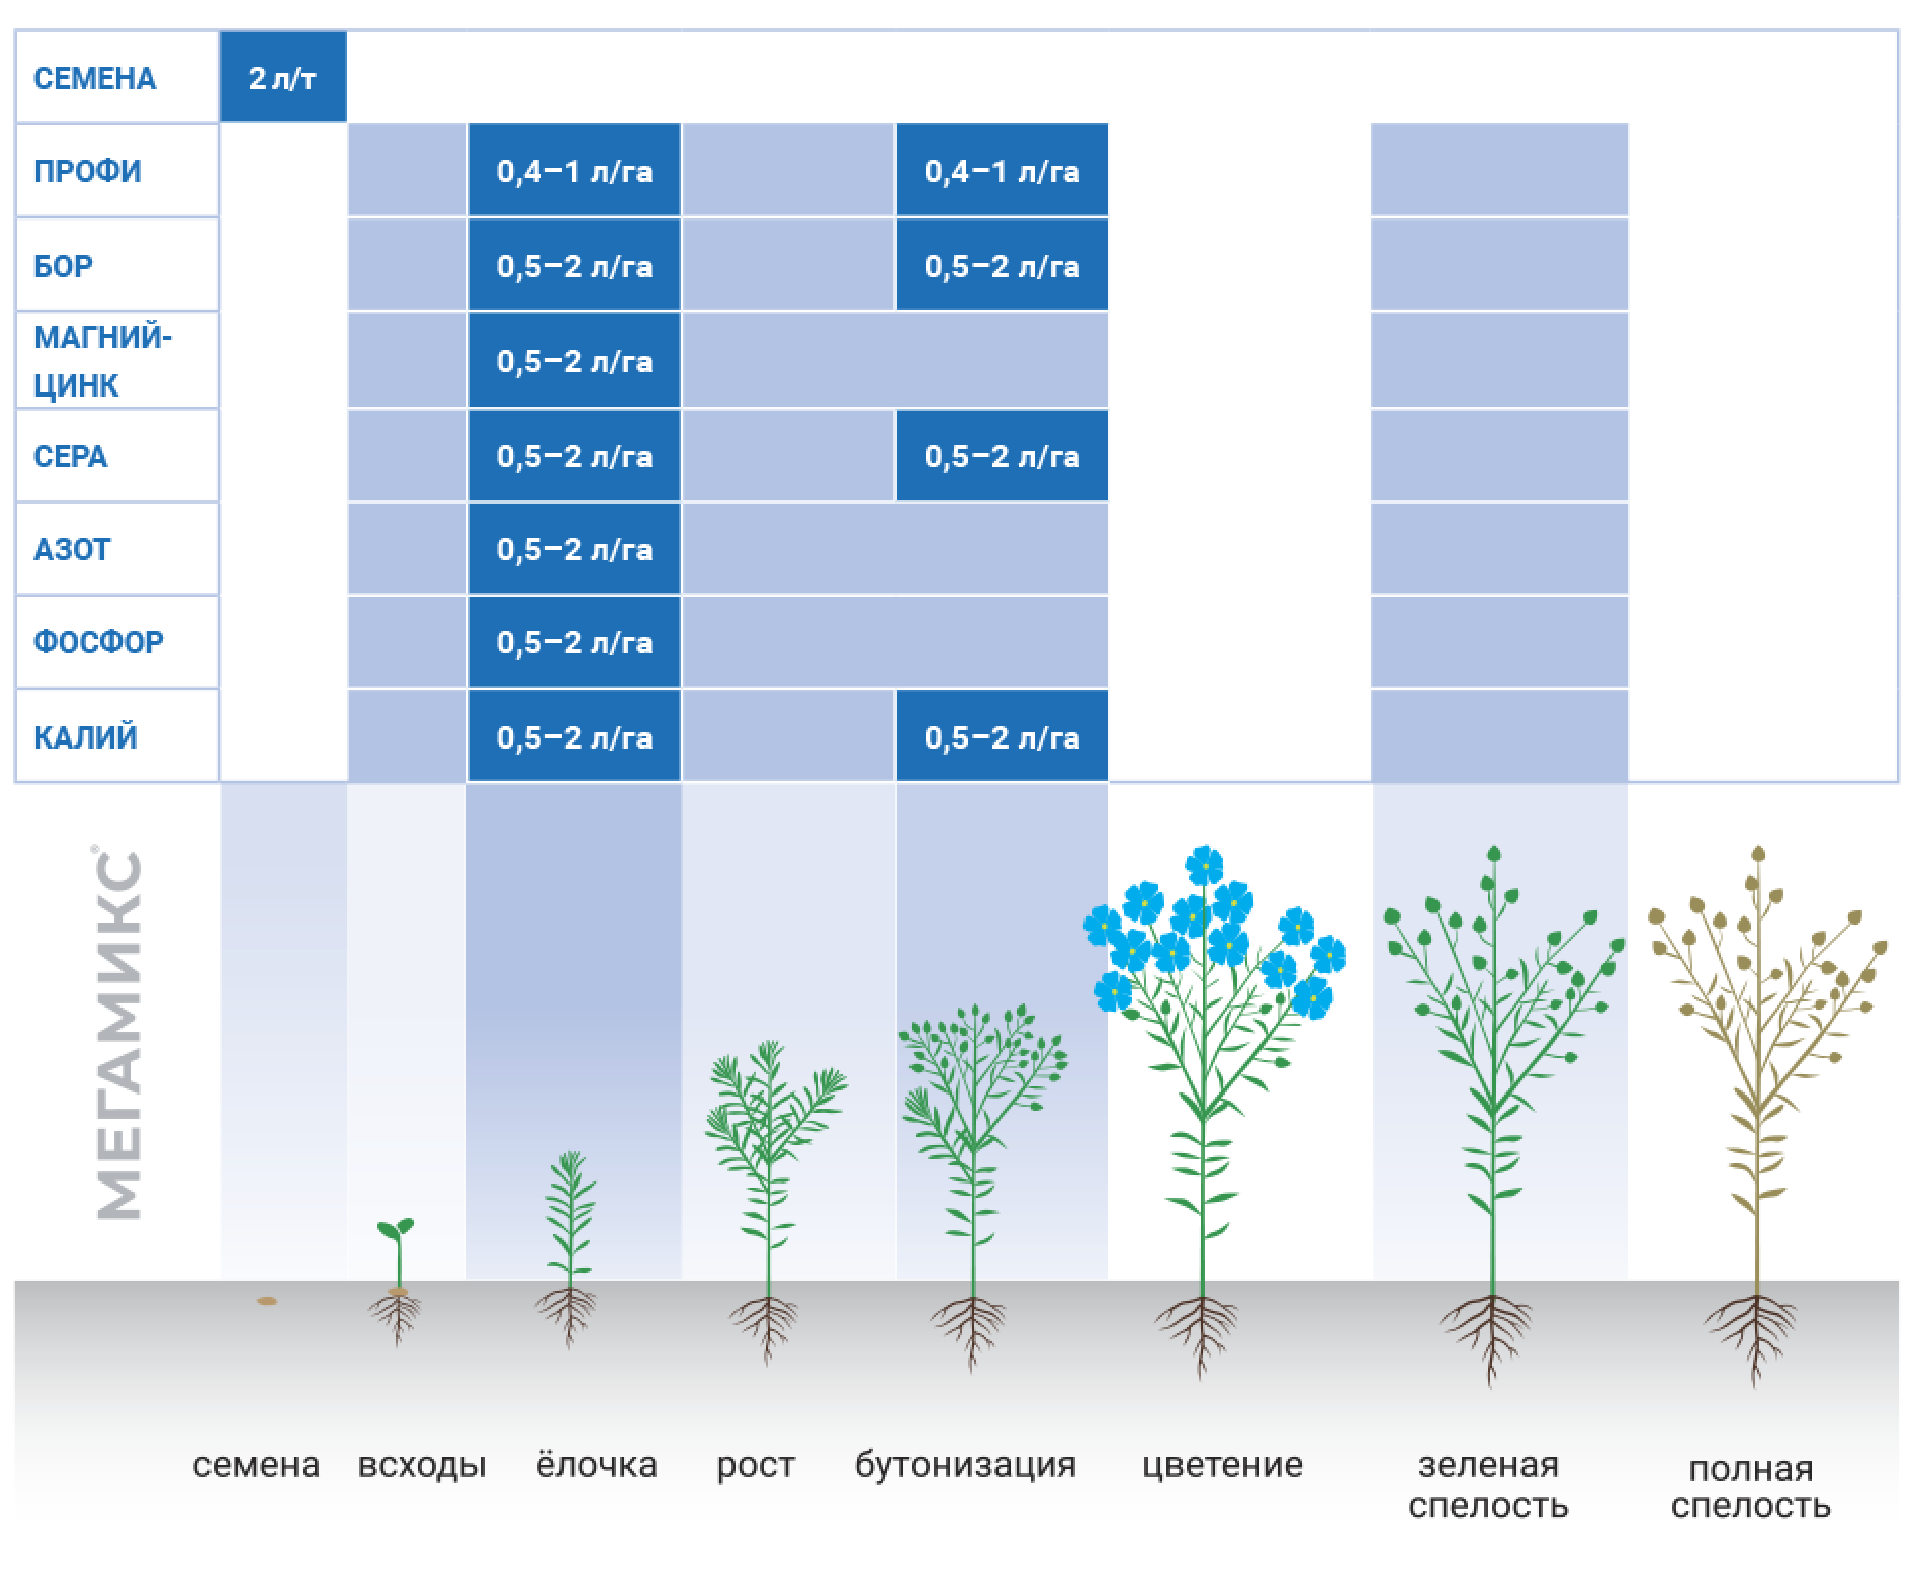 СЕМЕНА 2 л/т
ПРОФИ 0,4–1 л/га 0,4–1 л/га
БОР 0,5–2 л/га 0,5–2 л/га
МАГНИЙ-
ЦИНК 0,5–2 л/га
СЕРА 0,5–2 л/га 0,5–2 л/га
АЗОТ 0,5–2 л/га
ФОСФОР 0,5–2 л/га
КАЛИЙ 0,5–2 л/га 0,5–2 л/га
МЕГАМИКС®
семена всходы ёлочка рост бутонизация цветение зеленая полная
спелость спелость